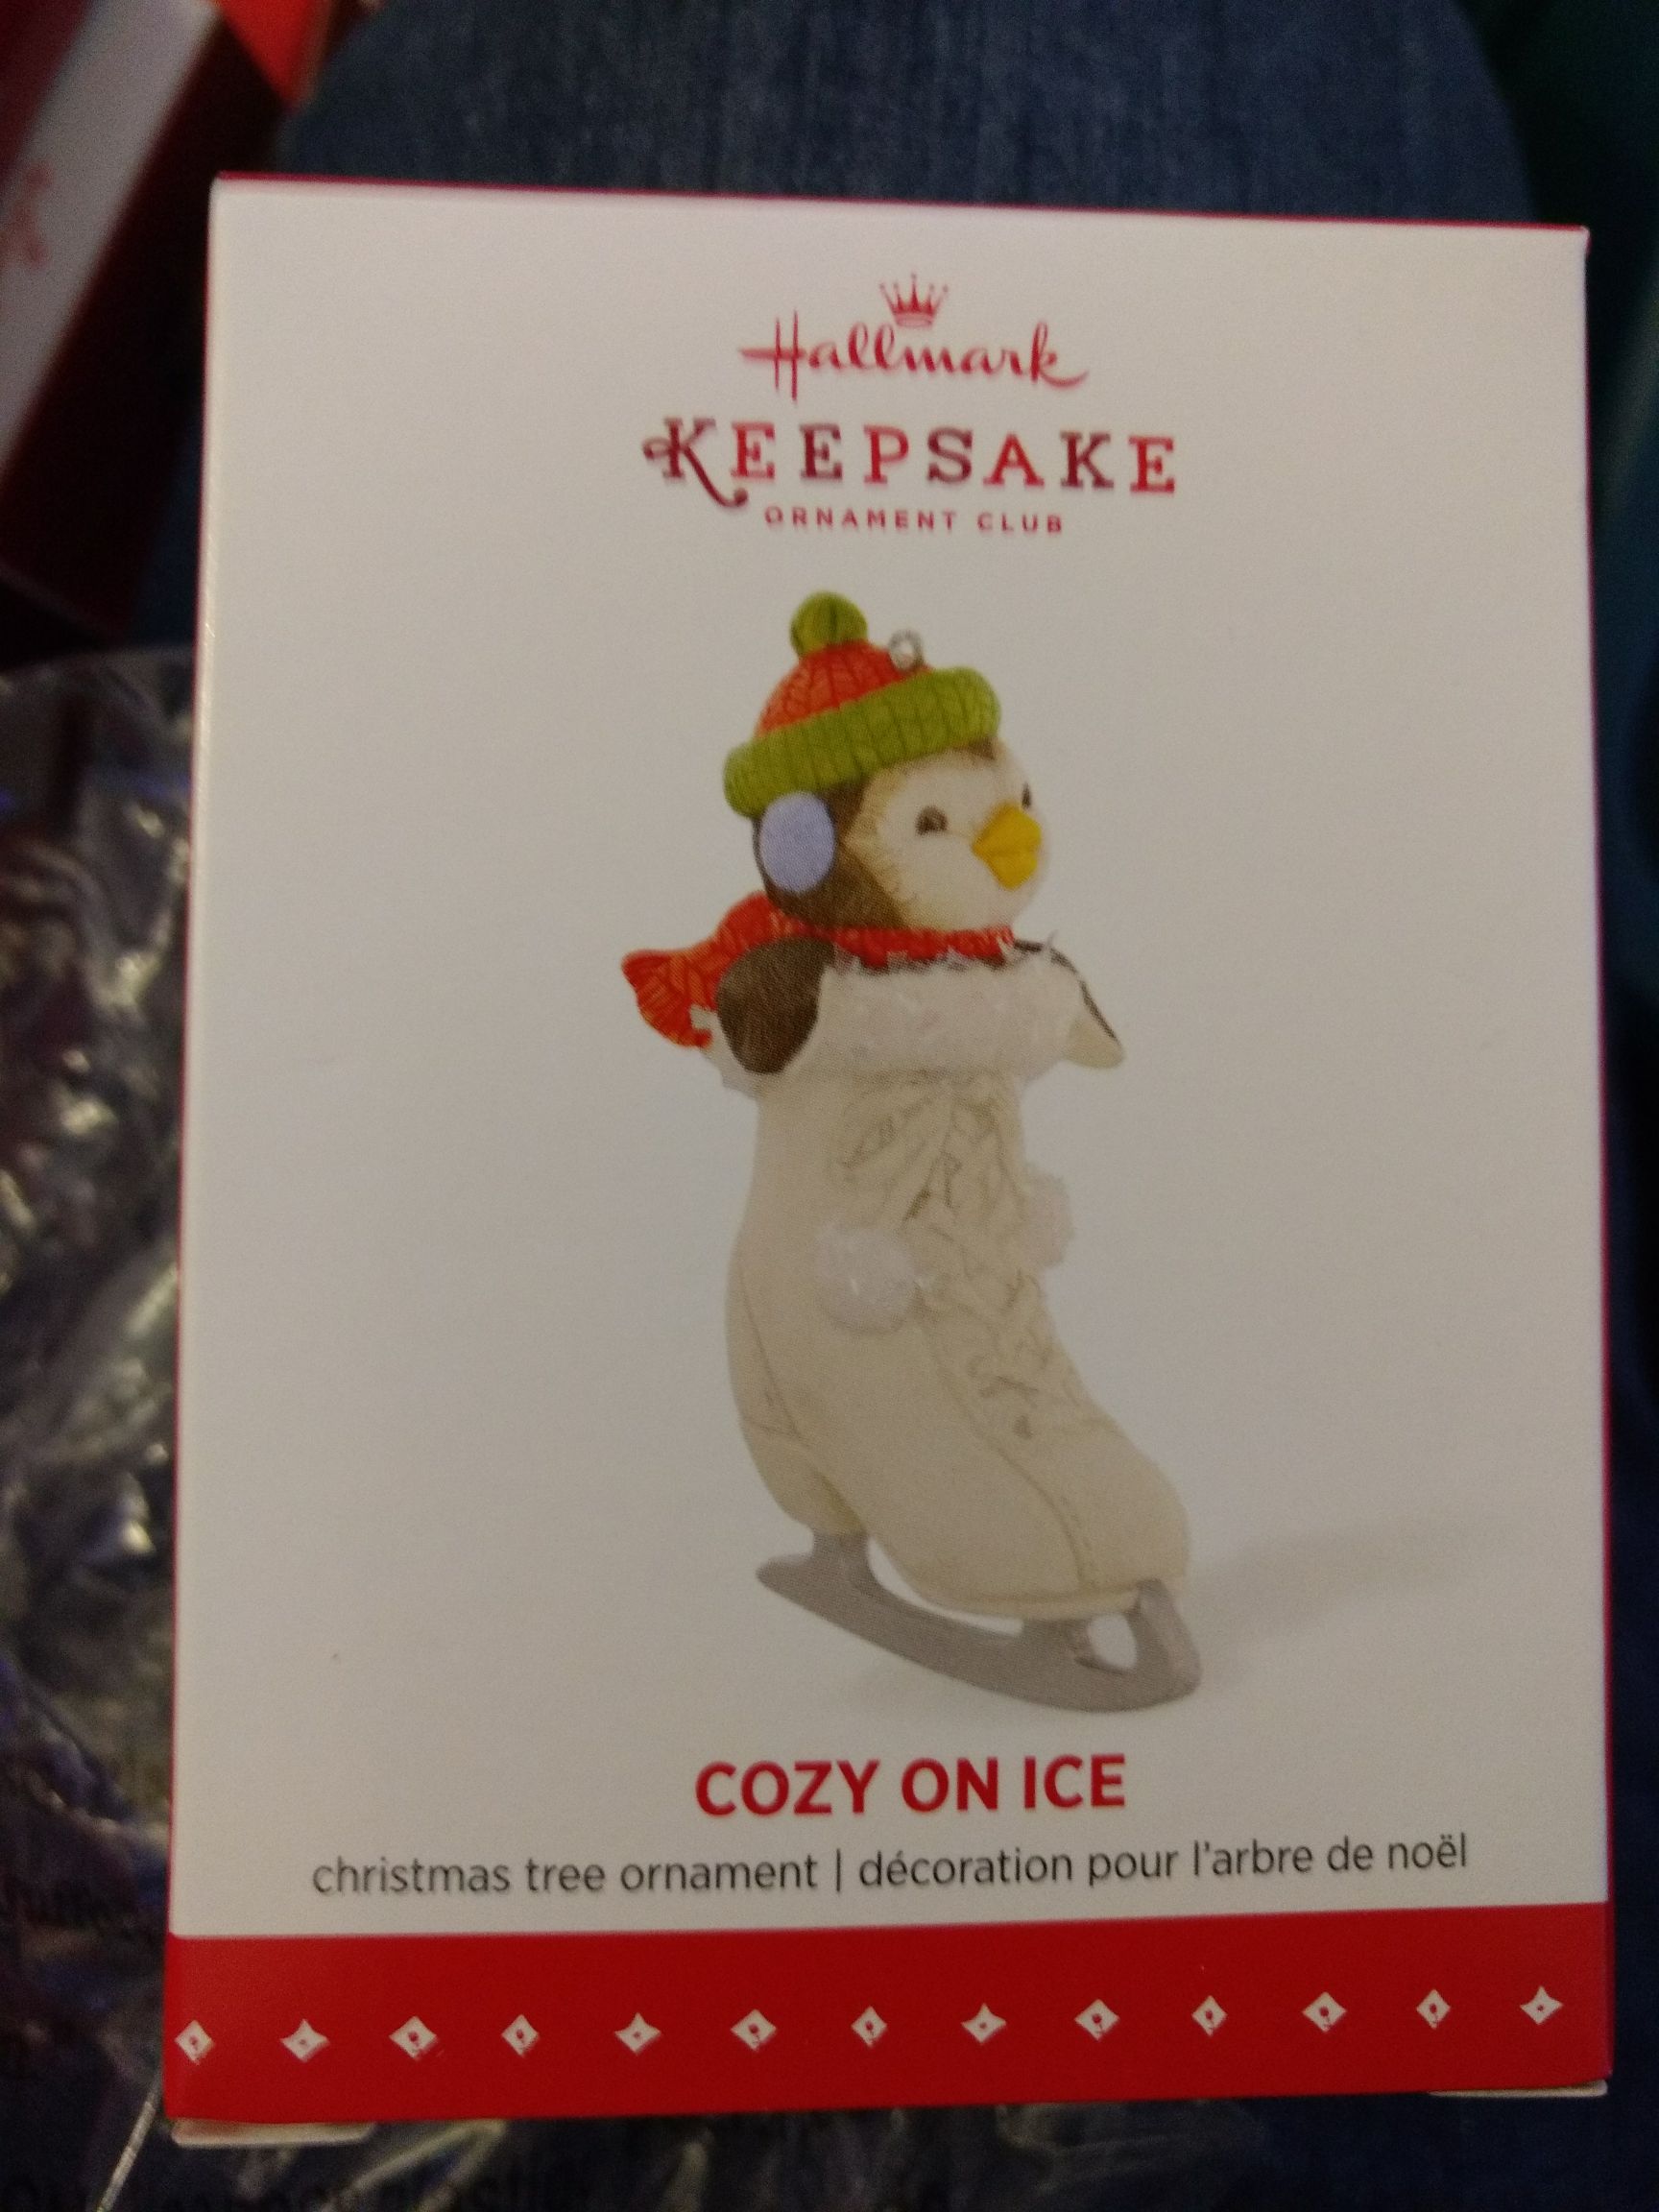 Hallmark
KEEPSAKE
ORNAMENT CLUB
COZY ON ICE
christmas tree ornament | décoration pour l'arbre de noël